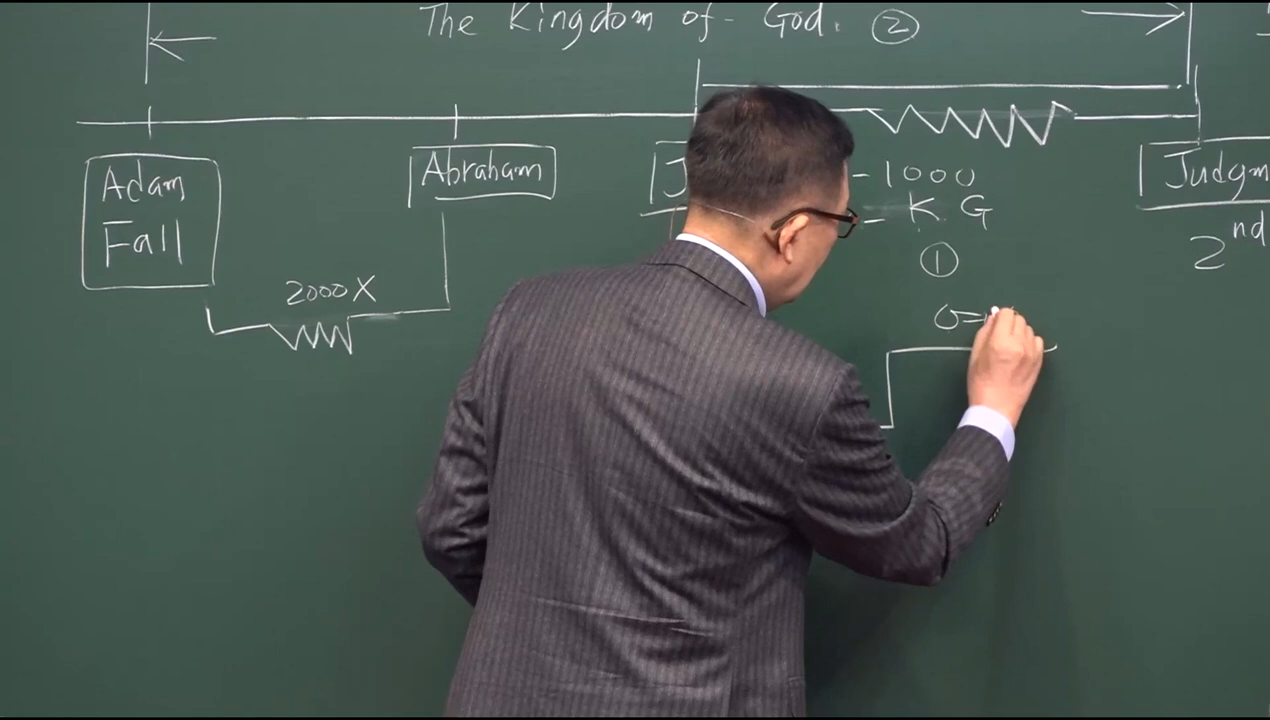 The Kingdom of God. ②
Adam
Fall
Abraham
J
-1000
- K G
①
Judgm
2nd
2000 X